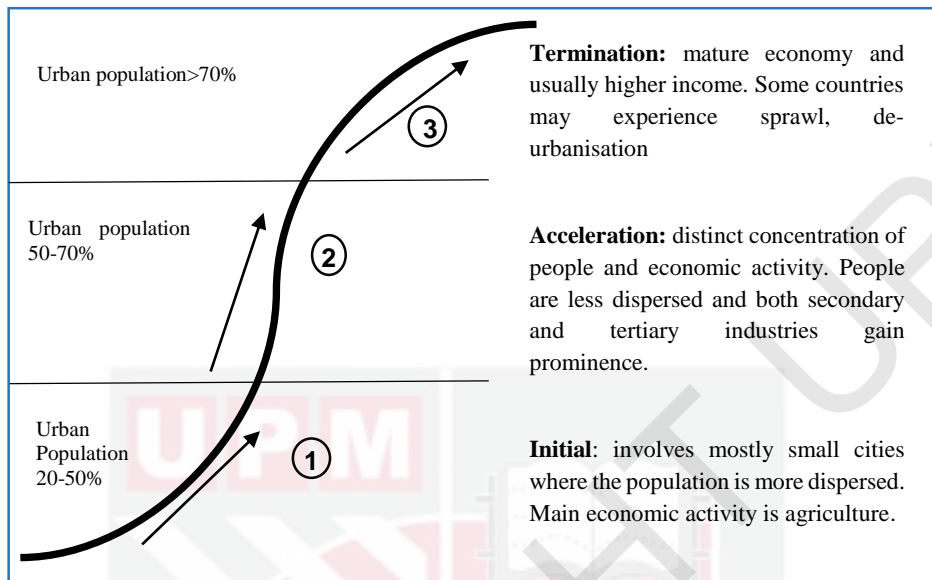 Urban population>70%
Termination: mature economy and
usually higher income. Some countries
may experience sprawl, de-
urbanisation
3
Urban population
50-70%
Acceleration: distinct concentration of
people and economic activity. People
are less dispersed and both secondary
and tertiary industries gain
prominence.
2
Urban
Population
20-50%
Initial: involves mostly small cities
where the population is more dispersed.
Main economic activity is agriculture.
1
UPM
HT UP